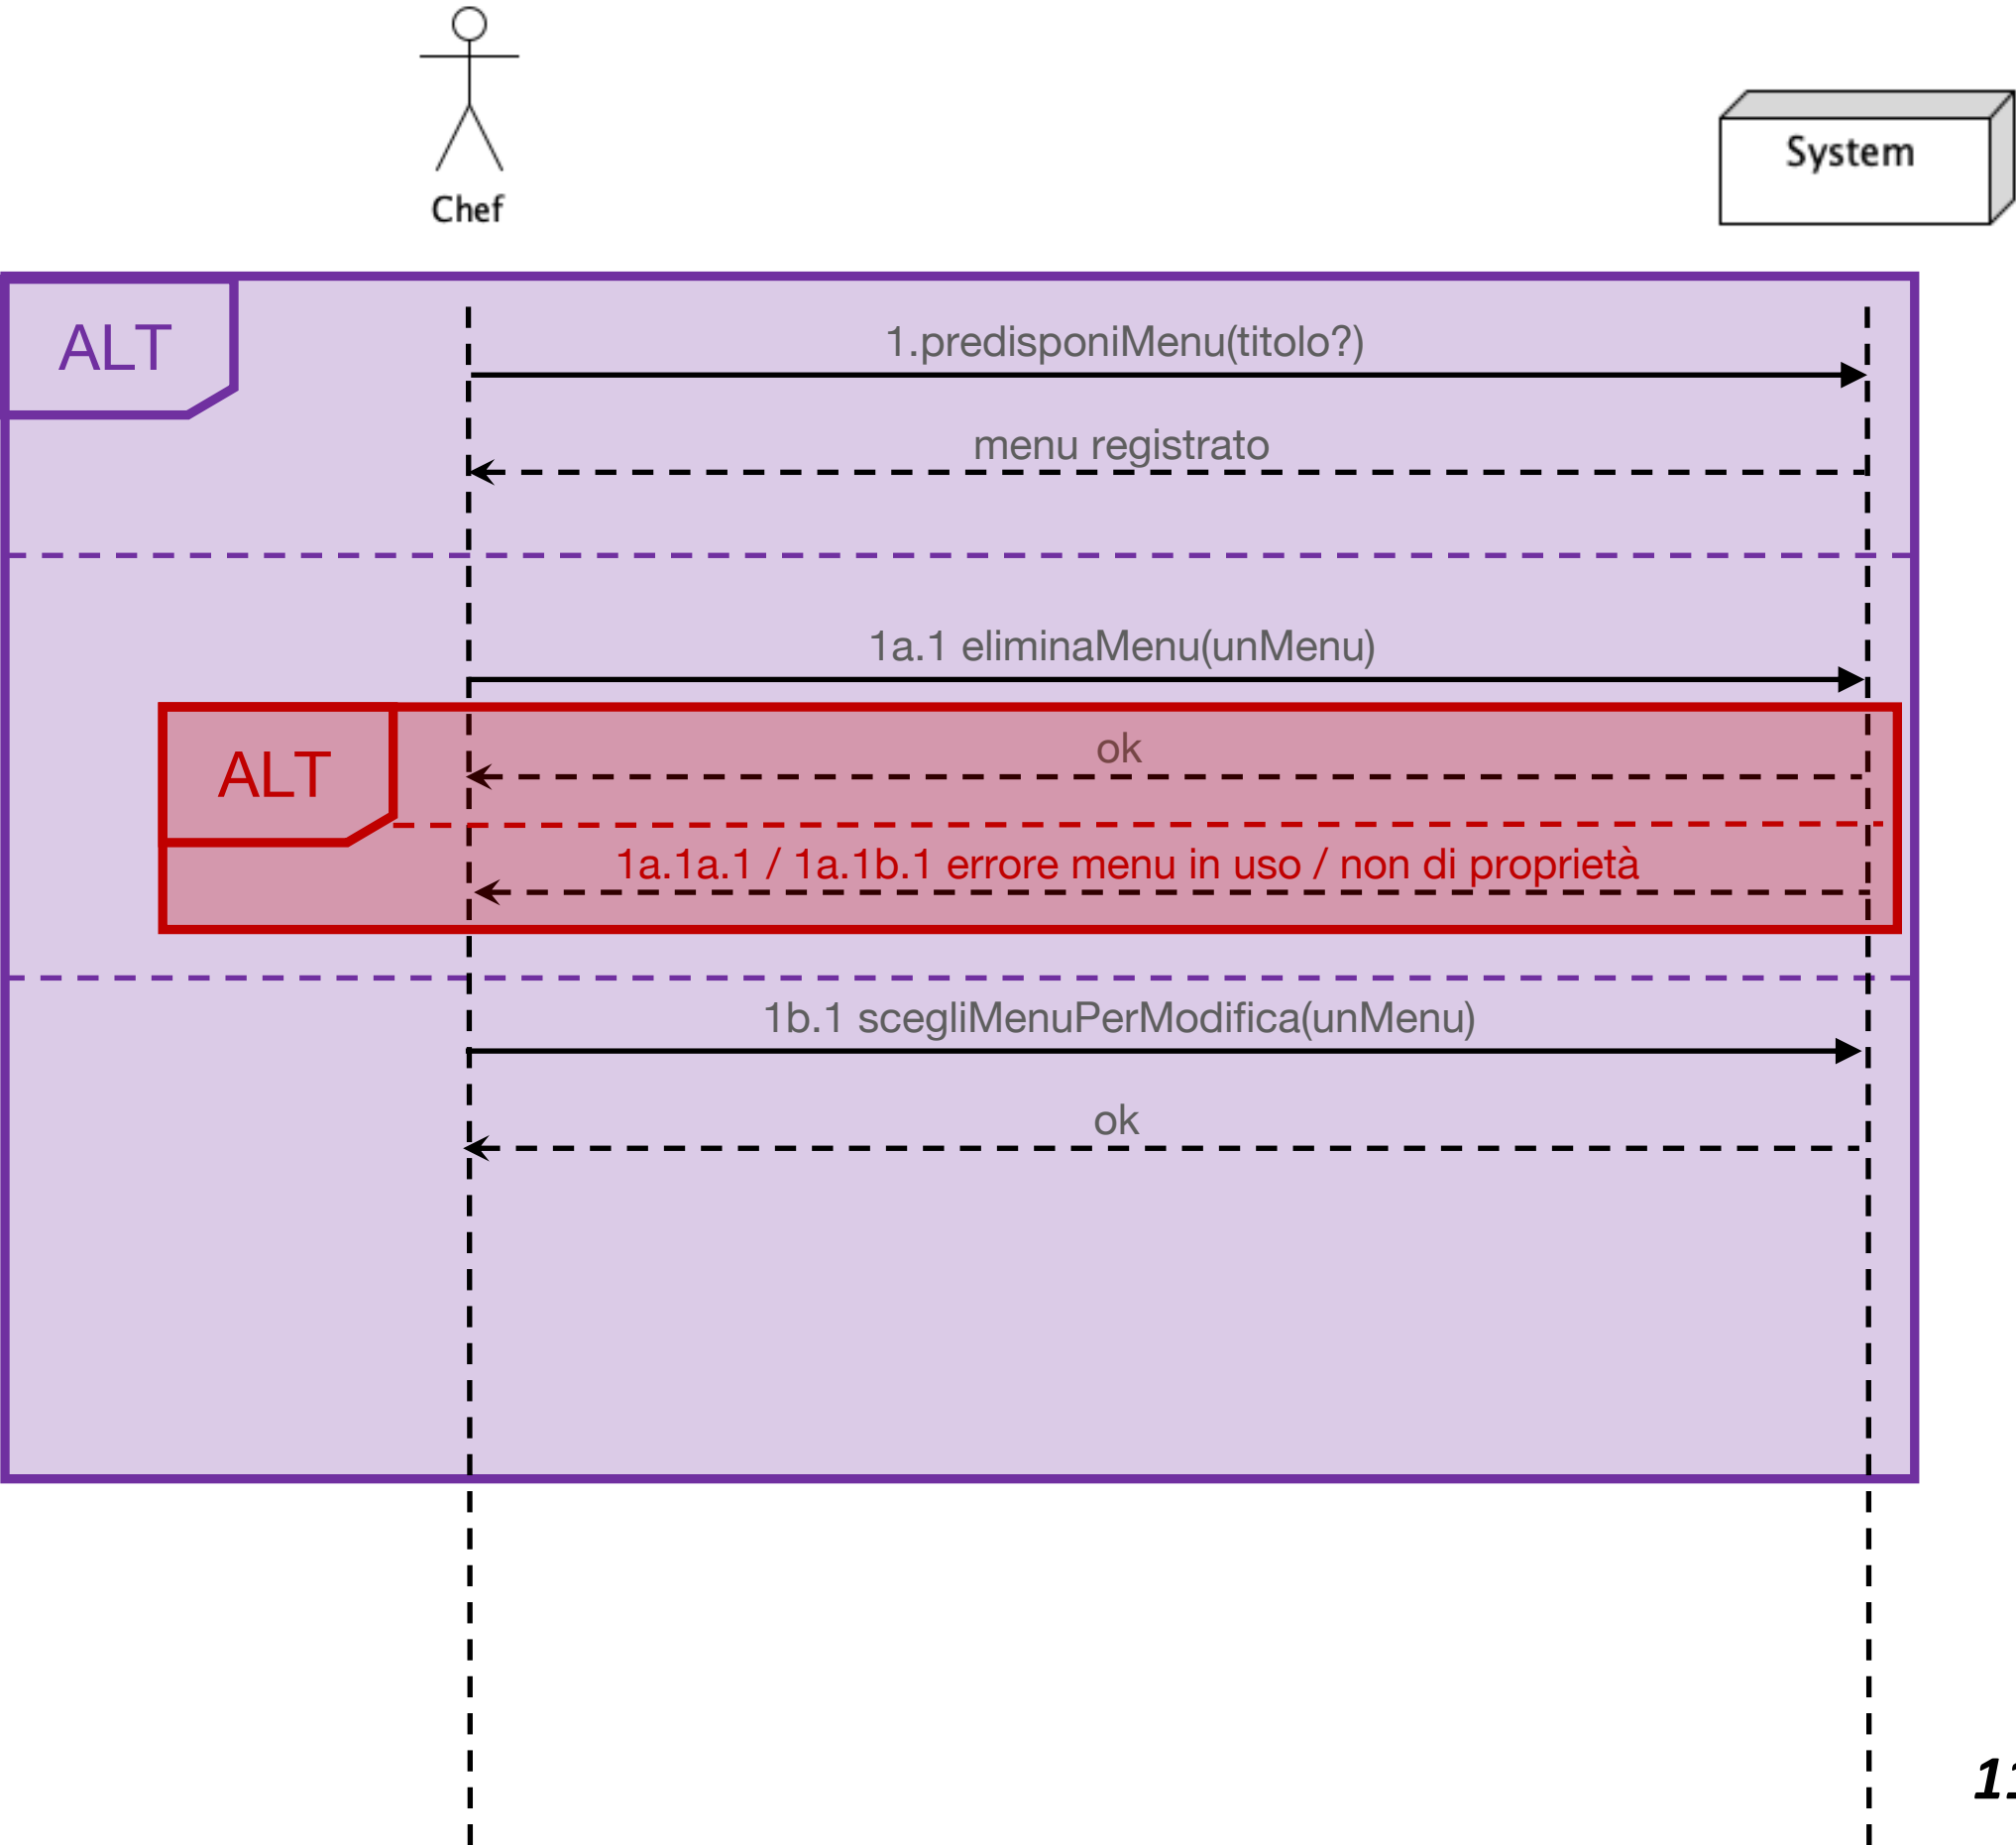 Chef
System
ALT
1.predisponiMenu(titolo?)
menu registrato
1a.1 eliminaMenu(unMenu)
ALT
ok
1a.1a.1 / 1a.1b.1 errore menu in uso / non di proprietà
1b.1 scegliMenuPerModifica(unMenu)
ok